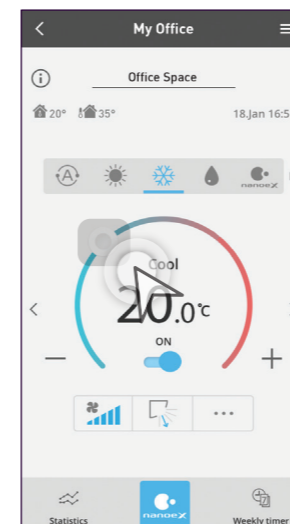 My Office
Office Space
20° 35° 18.Jan 16:5
A nanoeX
Cool
20.0°C
ON
nanoeX
Statistics Weekly timer